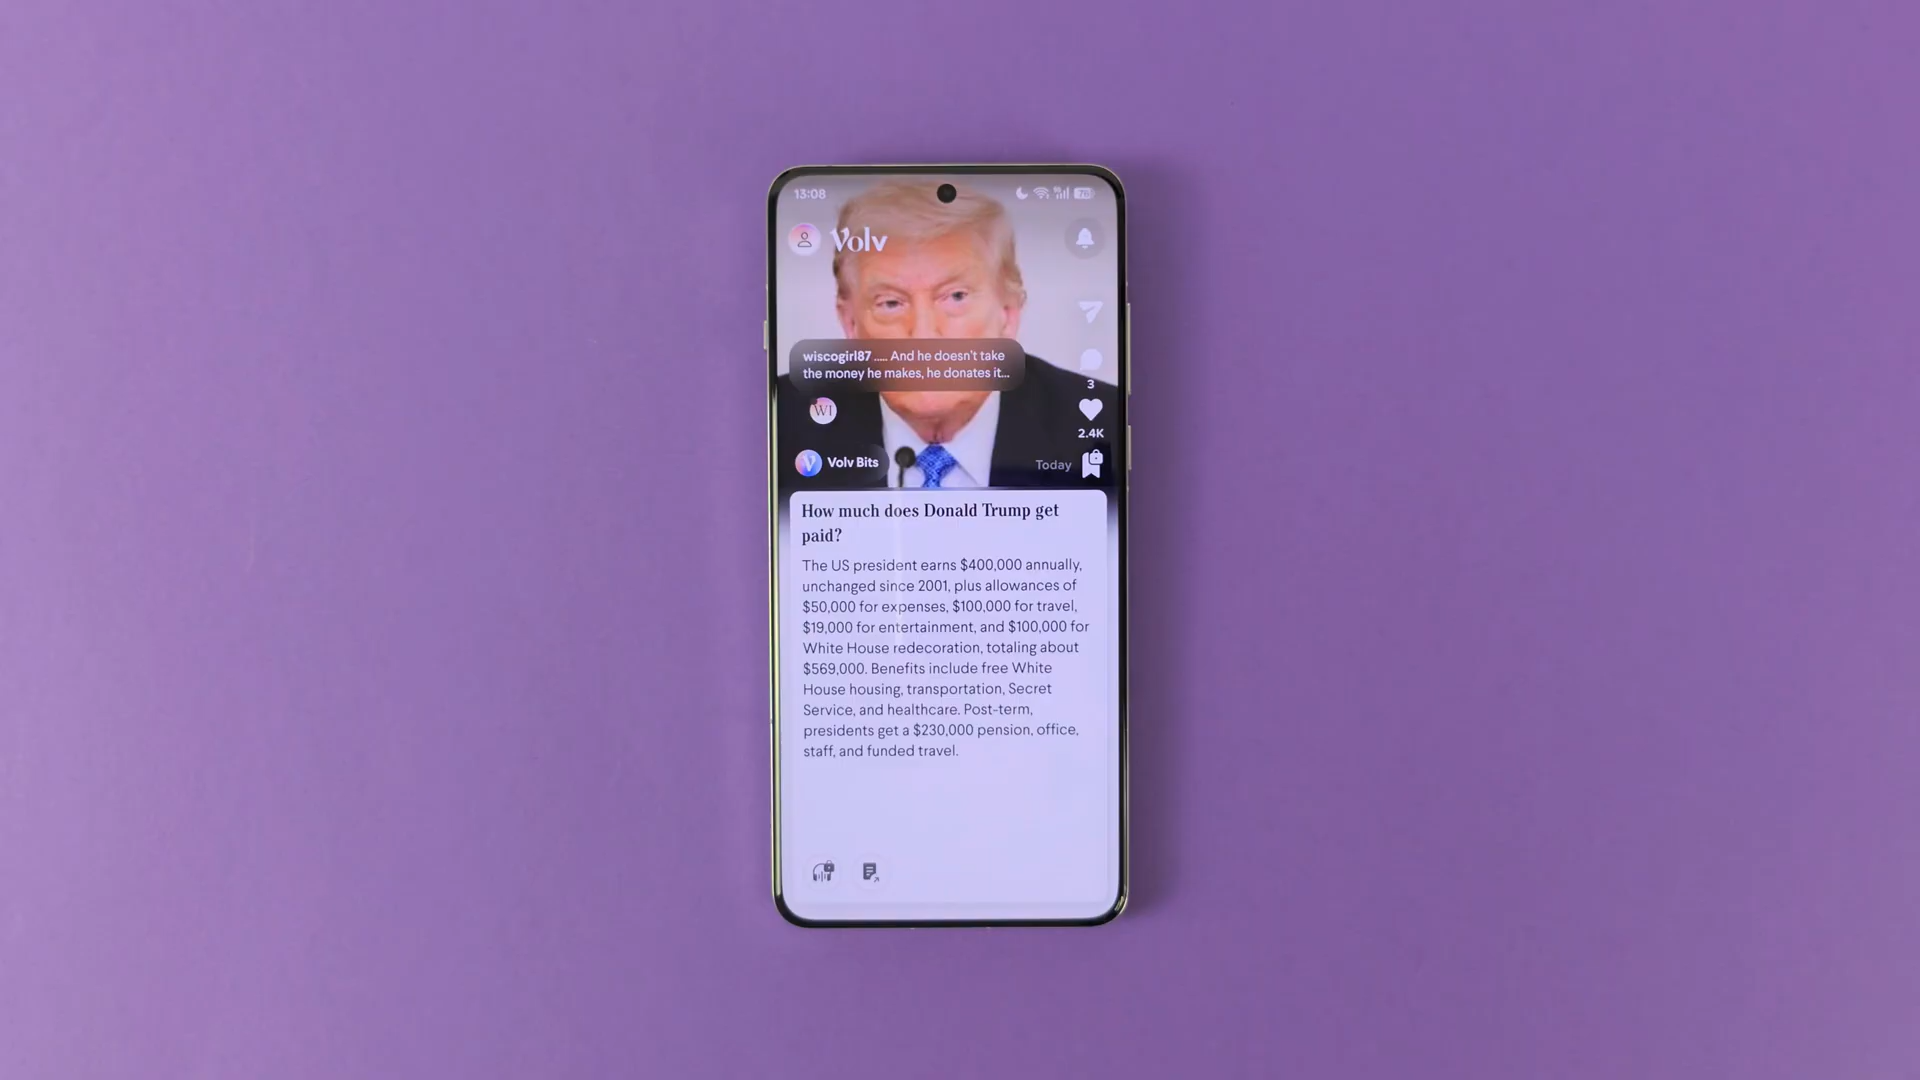 13:08
76
Volv
wiscogirl87 ..... And he doesn't take
the money he makes, he donates it...
3
WI
2.4K
Volv Bits
Today
How much does Donald Trump get
paid?
The US president earns $400,000 annually,
unchanged since 2001, plus allowances of
$50,000 for expenses, $100,000 for travel,
$19,000 for entertainment, and $100,000 for
White House redecoration, totaling about
$569,000. Benefits include free White
House housing, transportation, Secret
Service, and healthcare. Post-term,
presidents get a $230,000 pension, office,
staff, and funded travel.